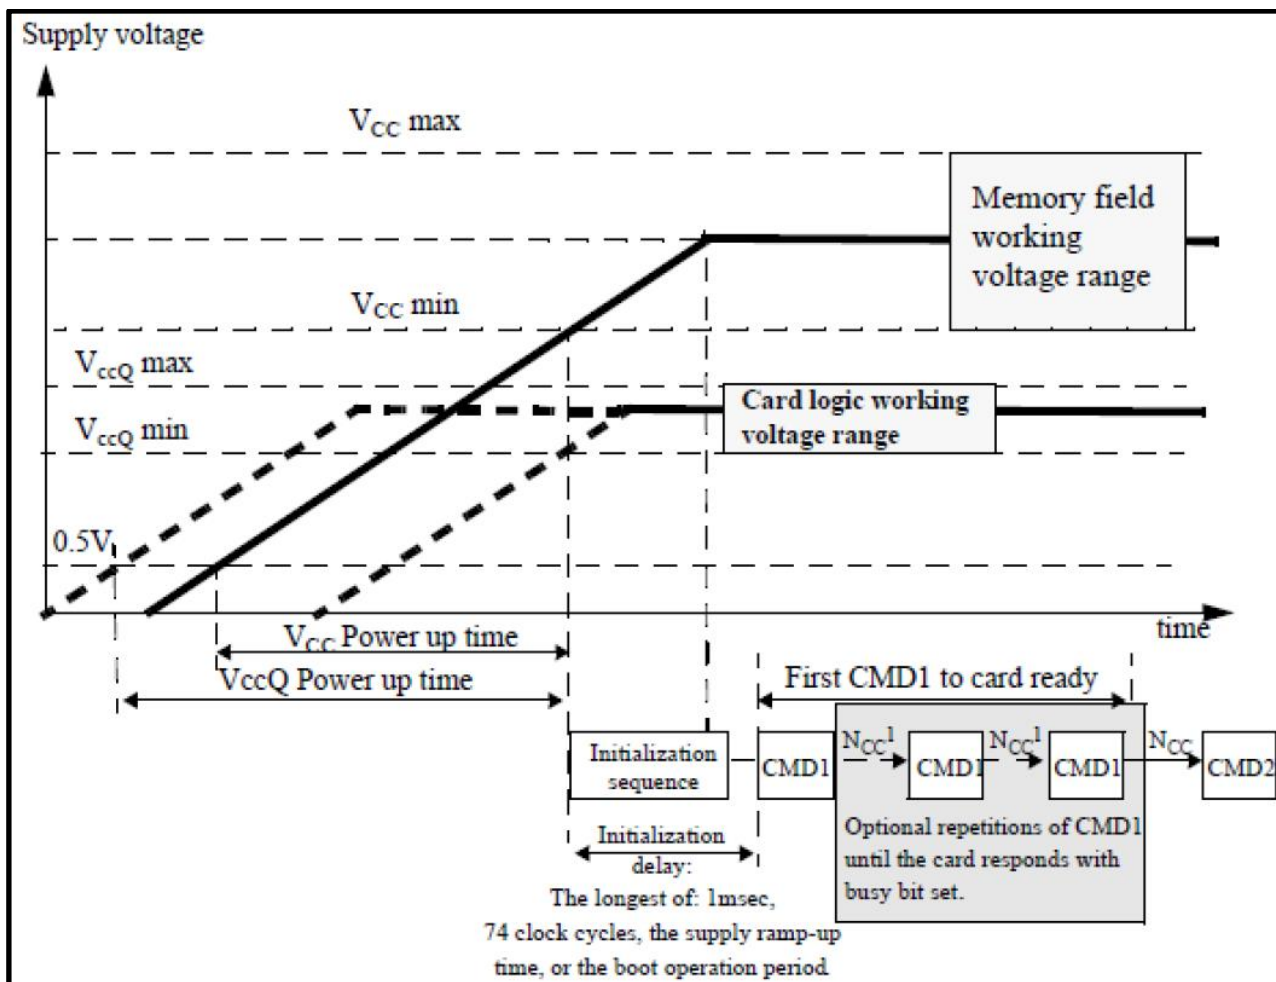 Supply voltage
VCC max
Memory field
working
voltage range
VCC min
VccQ max
Card logic working
voltage range
VccQ min
0.5V
time
VCC Power up time
VccQ Power up time
First CMD1 to card ready
Initialization
sequence
CMD1
NCC1
CMD1
NCC1
CMD1
NCC
CMD2
Optional repetitions of CMD1
until the card responds with
busy bit set.
Initialization
delay:
The longest of: 1msec,
74 clock cycles, the supply ramp-up
time, or the boot operation period